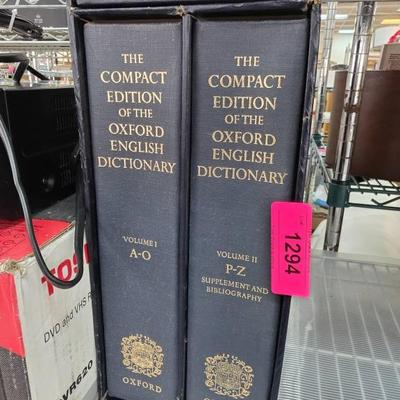 THE
COMPACT
EDITION
OF THE
OXFORD
ENGLISH
DICTIONARY
VOLUME I
A-O
OXFORD
THE
COMPACT
EDITION
OF THE
OXFORD
ENGLISH
DICTIONARY
VOLUME II
P-Z
SUPPLEMENT AND
BIBLIOGRAPHY
1294
DVD and VHS